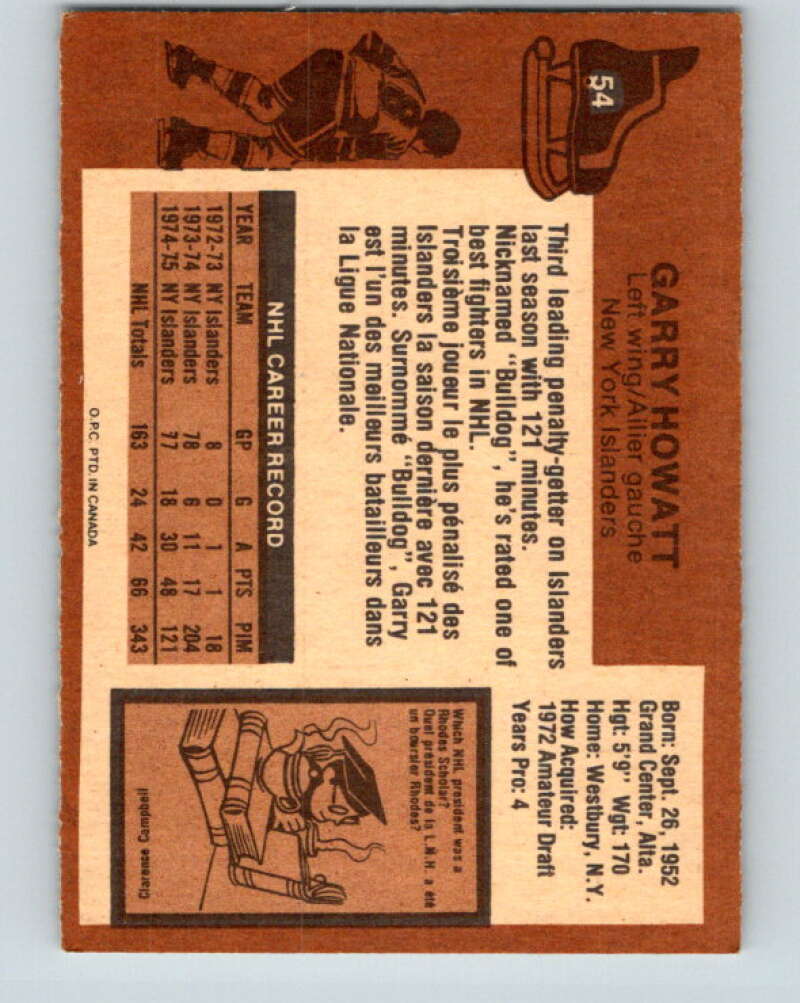 54
GARRY HOWATT
Left wing/Ailier gauche
New York Islanders
Born: Sept. 26, 1952
Grand Center, Alta.
Hgt: 5'9" Wgt: 170
Home: Westbury, N.Y.
How Acquired:
1972 Amateur Draft
Years Pro: 4
Third leading penalty-getter on Islanders
last season with 121 minutes.
Nicknamed "Bulldog", he's rated one of
best fighters in NHL.
Troisième joueur le plus pénalisé des
Islanders la saison dernière avec 121
minutes. Surnommé "Bulldog", Garry
est l'un des meilleurs batailleurs dans
la Ligue Nationale.
NHL CAREER RECORD
YEAR TEAM GP G A PTS PIM
1972-73 NY Islanders 8 0 1 1 18
1973-74 NY Islanders 78 6 11 17 204
1974-75 NY Islanders 77 18 30 48 121
NHL Totals 163 24 42 66 343
O.P.C. PTD. IN CANADA
Which NHL president was a
Rhodes Scholar?
Quel président de la L.N.H. a été
un boursier Rhodes?
Clarence Campbell